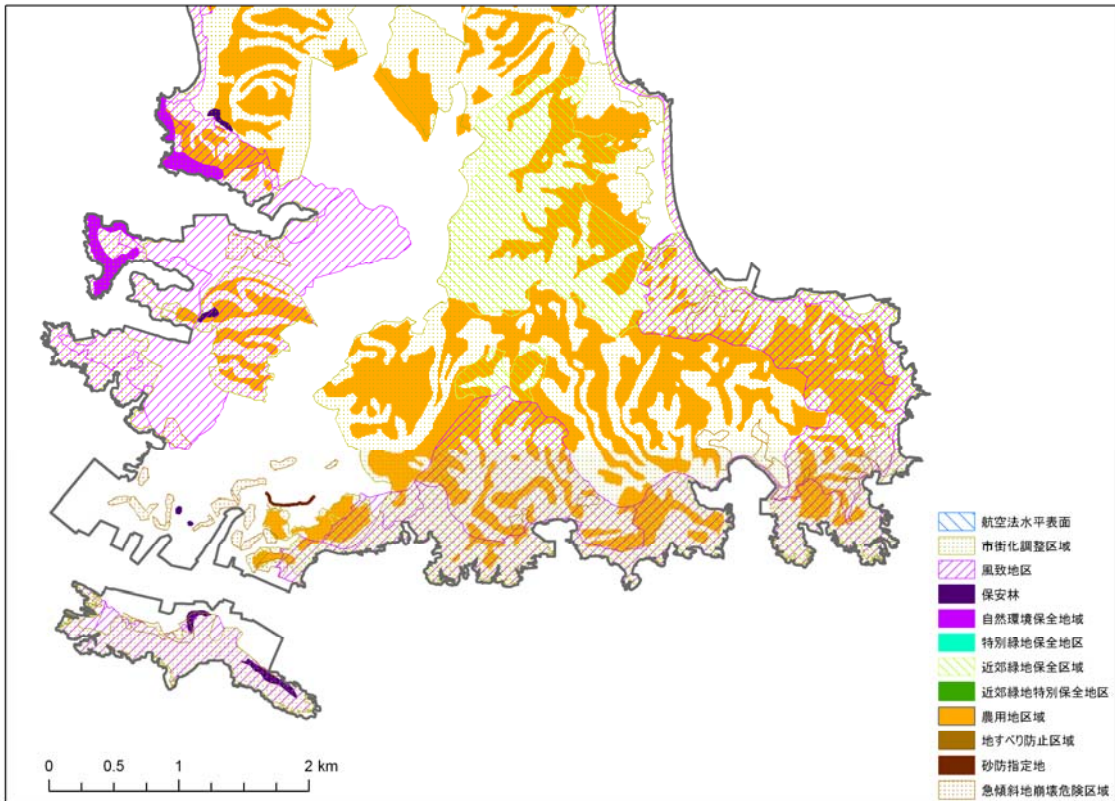 航空法水平表面
市街化調整区域
風致地区
保安林
自然環境保全地域
特別緑地保全地区
近郊緑地保全区域
近郊緑地特別保全地区
農用地区域
地すべり防止区域
砂防指定地
急傾斜地崩壊危険区域
0 0.5 1 2 km